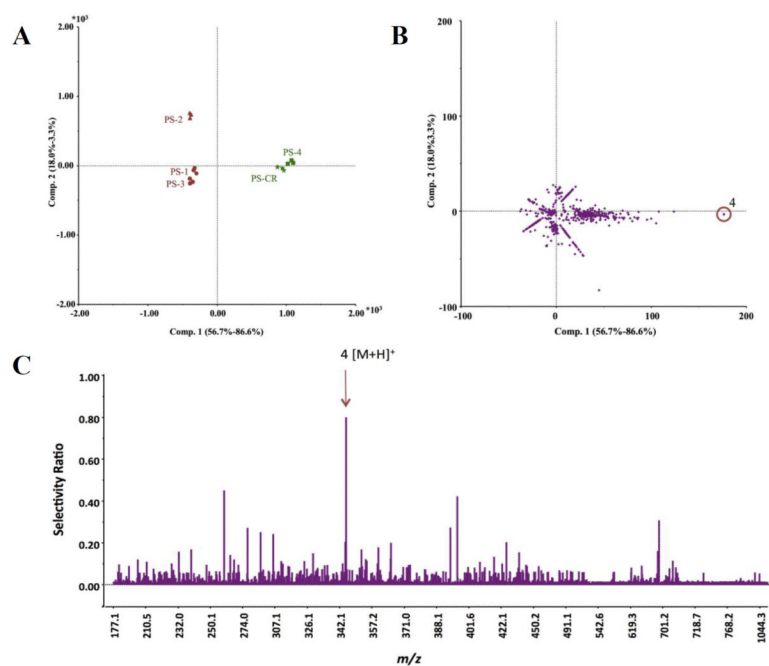 A
2.00 *10³
1.00
0.00
-1.00
-2.00
Comp. 2 (18.0%-3.3%)
PS-2
PS-1
PS-3
PS-4
PS-CR
-2.00 -1.00 0.00 1.00 2.00
*10³
Comp. 1 (56.7%-86.6%)
B
200
100
0
-100
Comp. 2 (18.0%3.3%)
4
-100 0 100 200
Comp. 1 (56.7%-86.6%)
C
4 [M+H]⁺
Selectivity Ratio
1.00
0.80
0.60
0.40
0.20
0.00
177.1 210.5 232.0 250.1 274.0 307.1 326.1 342.1 357.2 371.0 388.1 401.6 422.1 450.2 491.1 542.6 619.3 701.2 718.7 768.2 1044.3
m/z